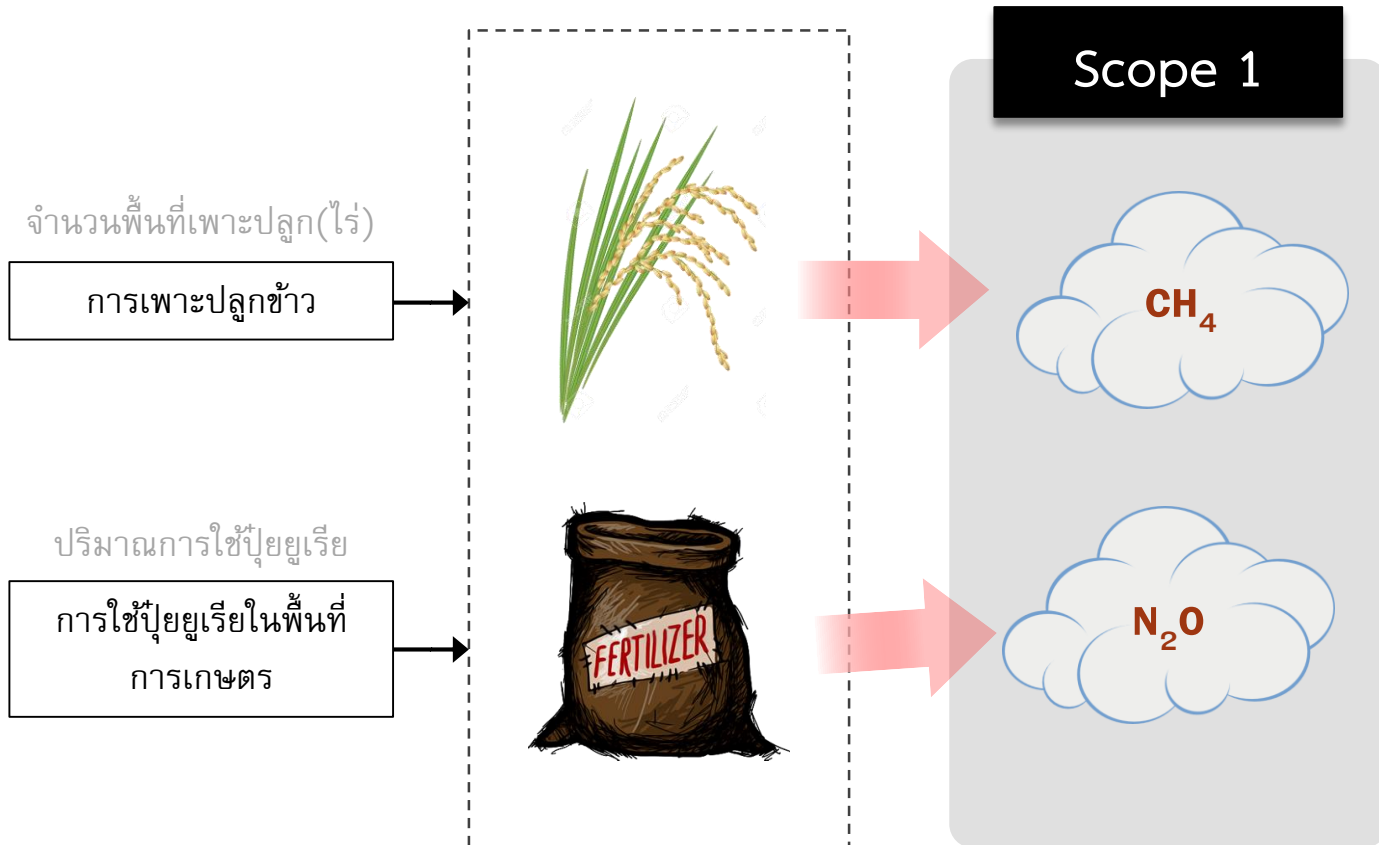 Scope 1
จำนวนพื้นที่เพาะปลูก(ไร่)
การเพาะปลูกข้าว
CH₄
ปริมาณการใช้ปุ๋ยยูเรีย
การใช้ปุ๋ยยูเรียในพื้นที่
การเกษตร
FERTILIZER
N₂O